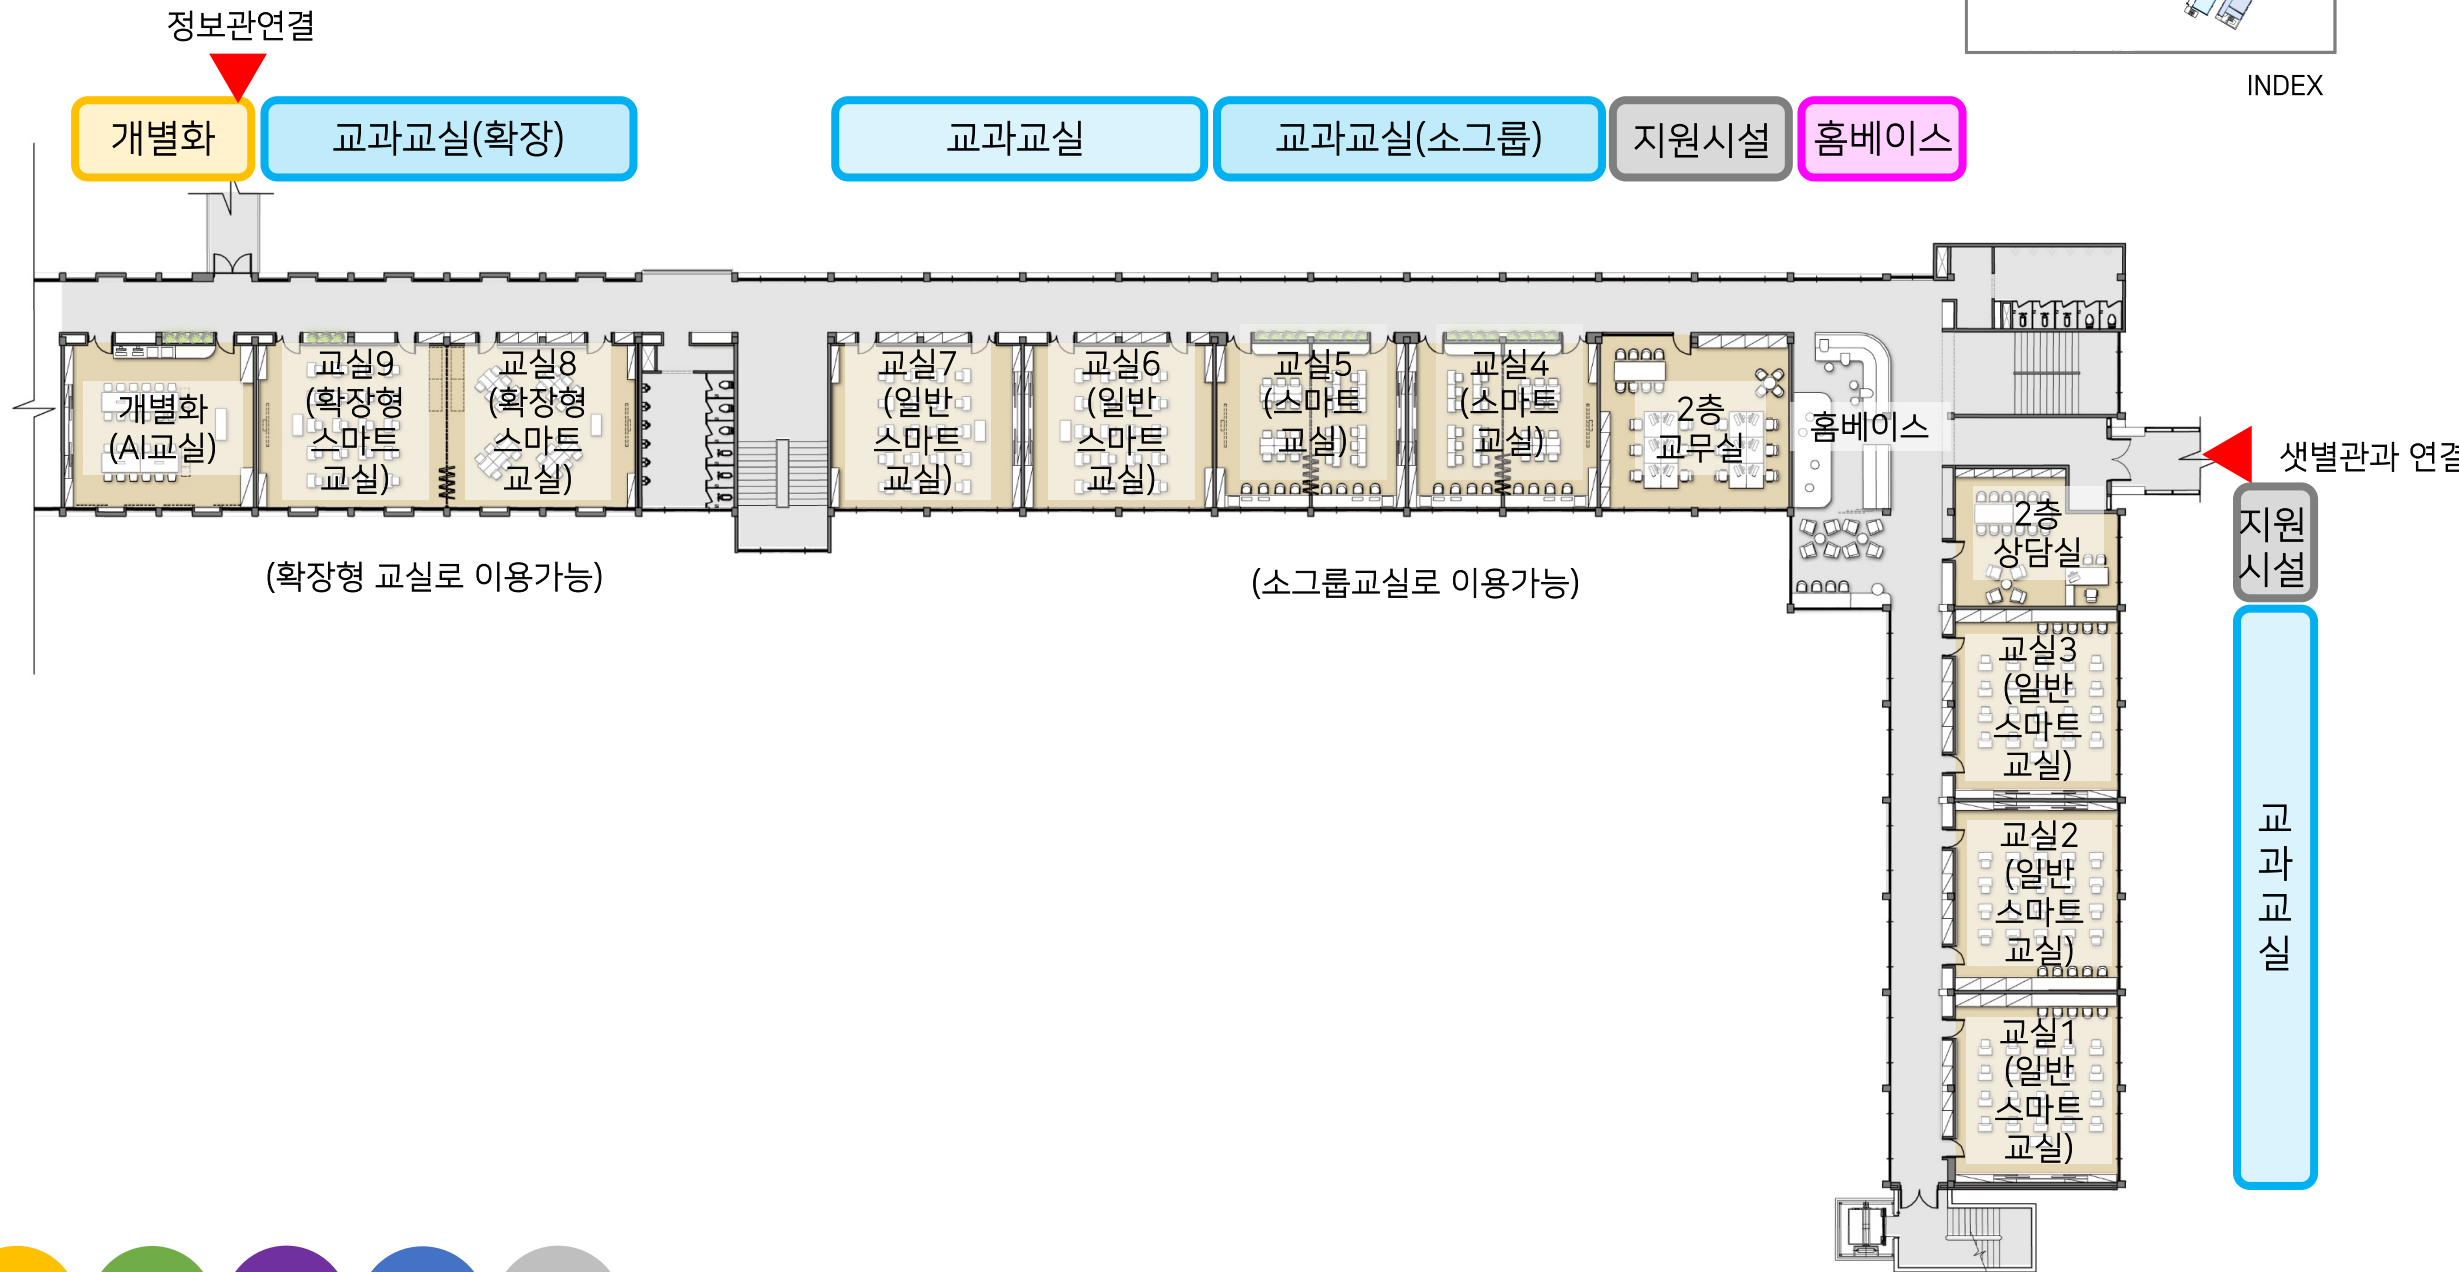 정보관연결
INDEX
개별화
교과교실(확장)
교과교실
교과교실(소그룹)
지원시설
홈베이스
개별화
(AI교실)
교실9
(확장형
스마트
교실)
교실8
(확장형
스마트
교실)
교실7
(일반
스마트
교실)
교실6
(일반
스마트
교실)
교실5
(스마트
교실)
교실4
(스마트
교실)
2층
교무실
홈베이스
샛별관과 연결
(확장형 교실로 이용가능)
(소그룹교실로 이용가능)
2층
상담실
지원
시설
교실3
(일반
스마트
교실)
교실2
(일반
스마트
교실)
교실1
(일반
스마트
교실)
교
과
교
실